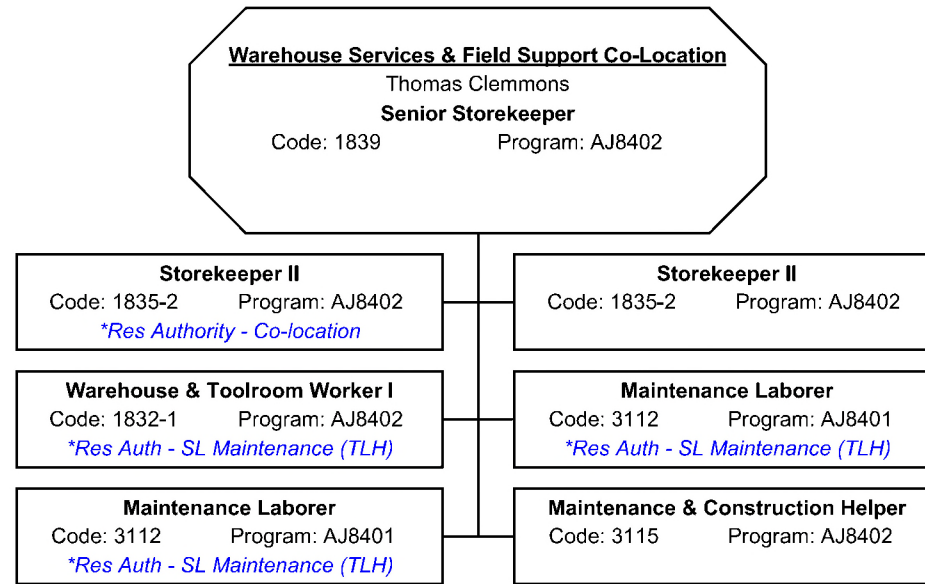 Warehouse Services & Field Support Co-Location
Thomas Clemmons
Senior Storekeeper
Code: 1839 Program: AJ8402
Storekeeper II
Code: 1835-2 Program: AJ8402
*Res Authority - Co-location
Storekeeper II
Code: 1835-2 Program: AJ8402
Warehouse & Toolroom Worker I
Code: 1832-1 Program: AJ8402
*Res Auth - SL Maintenance (TLH)
Maintenance Laborer
Code: 3112 Program: AJ8401
*Res Auth - SL Maintenance (TLH)
Maintenance Laborer
Code: 3112 Program: AJ8401
*Res Auth - SL Maintenance (TLH)
Maintenance & Construction Helper
Code: 3115 Program: AJ8402